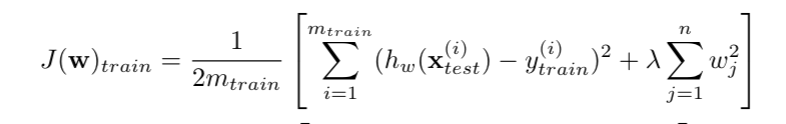 J(\mathbf{w})_{train} = \frac{1}{2m_{train}} \left[ \sum_{i=1}^{m_{train}} (h_w(\mathbf{x}_{test}^{(i)}) - y_{train}^{(i)})^2 + \lambda \sum_{j=1}^{n} w_j^2 \right]